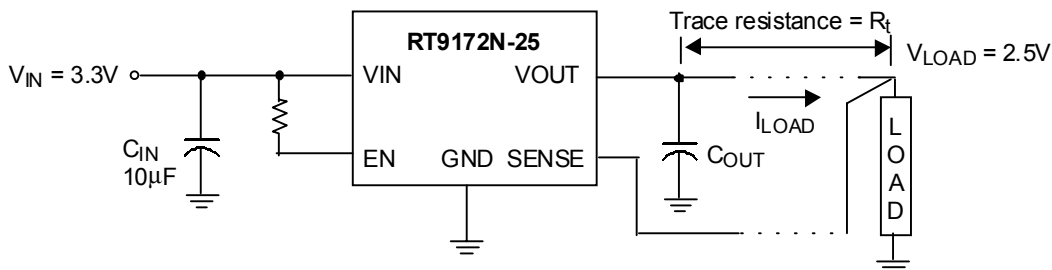 Trace resistance = Rt
RT9172N-25
VLOAD = 2.5V
VIN = 3.3V
VIN
VOUT
ILOAD
CIN
10µF
EN
GND
SENSE
COUT
LOAD